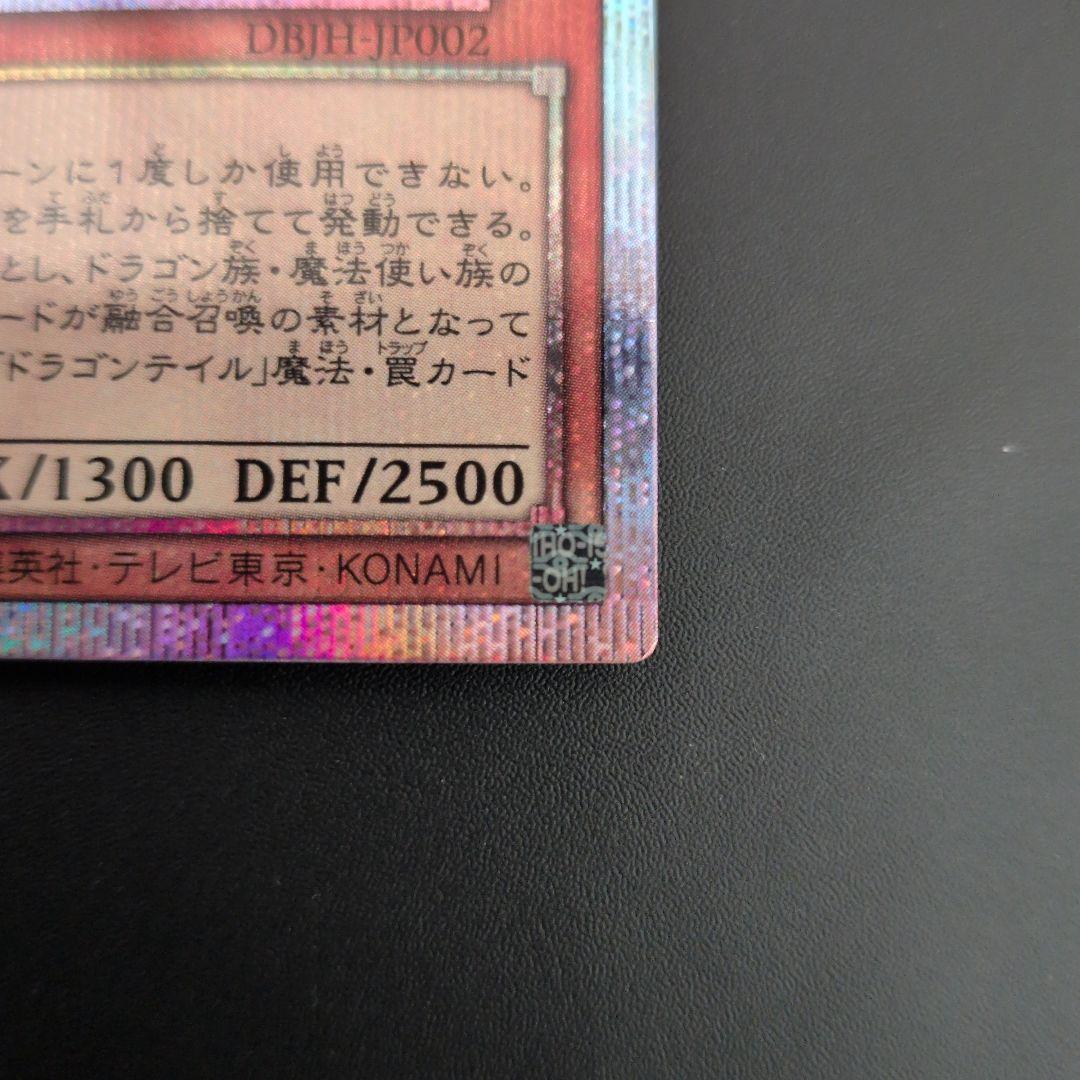 DBJH-JP002
ーンに1度しか使用できない。
を手札から捨てて発動できる。
とし、ドラゴン族・魔法使い族の
ードが融合召喚の素材となって
「ドラゴンテイル」魔法・罠カード
/1300 DEF/2500
英社・テレビ東京・KONAMI
-OH!